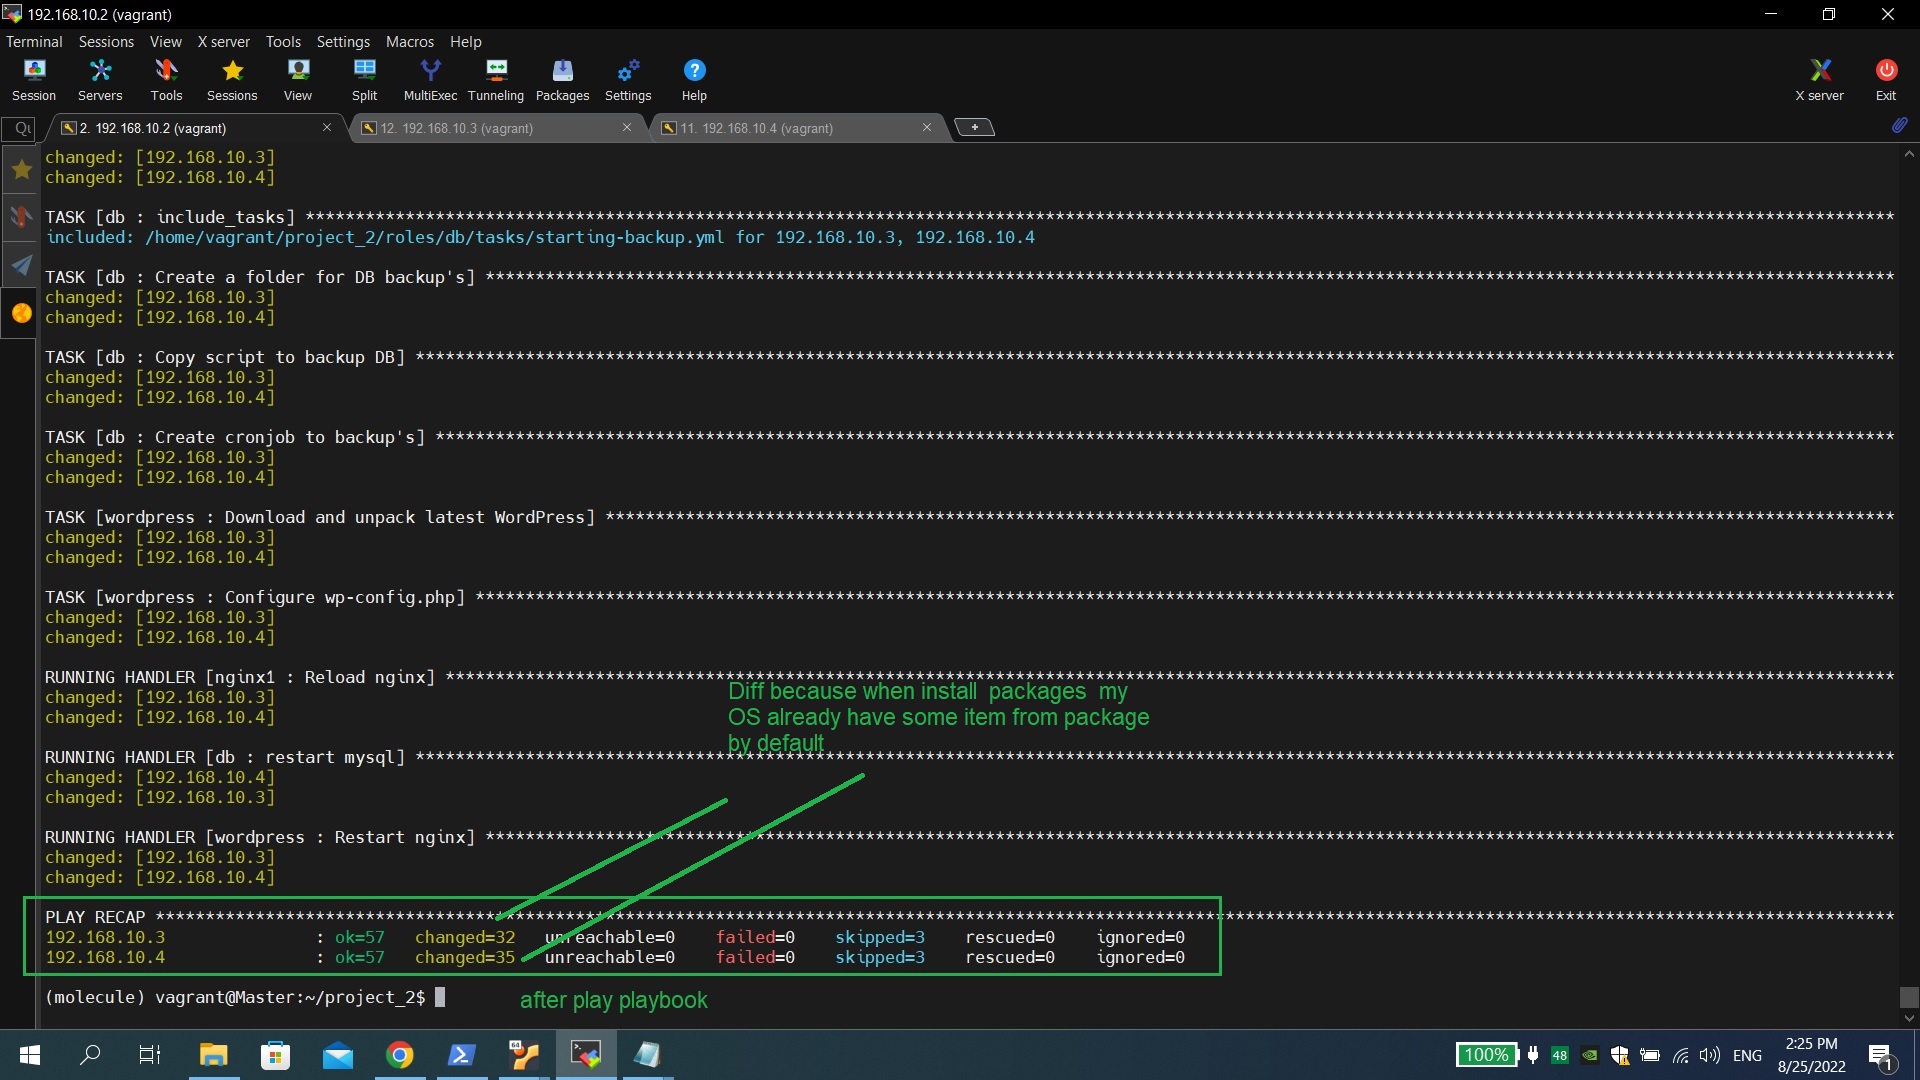 192.168.10.2 (vagrant)
Terminal Sessions View X server Tools Settings Macros Help
Session Servers Tools Sessions View Split MultiExec Tunneling Packages Settings Help X server Exit
2. 192.168.10.2 (vagrant) 12. 192.168.10.3 (vagrant) 11. 192.168.10.4 (vagrant)
changed: [192.168.10.3]
changed: [192.168.10.4]
TASK [db : include_tasks] ***************************************************************************************************************************************************************
included: /home/vagrant/project_2/roles/db/tasks/starting-backup.yml for 192.168.10.3, 192.168.10.4
TASK [db : Create a folder for DB backup's] *********************************************************************************************************************************************
changed: [192.168.10.3]
changed: [192.168.10.4]
TASK [db : Copy script to backup DB] ****************************************************************************************************************************************************
changed: [192.168.10.3]
changed: [192.168.10.4]
TASK [db : Create cronjob to backup's] **************************************************************************************************************************************************
changed: [192.168.10.3]
changed: [192.168.10.4]
TASK [wordpress : Download and unpack latest WordPress] *********************************************************************************************************************************
changed: [192.168.10.3]
changed: [192.168.10.4]
TASK [wordpress : Configure wp-config.php] **********************************************************************************************************************************************
changed: [192.168.10.3]
changed: [192.168.10.4]
RUNNING HANDLER [nginx1 : Reload nginx] *************************************************************************************************************************************************
changed: [192.168.10.3]
changed: [192.168.10.4]
Diff because when install packages my
OS already have some item from package
by default
RUNNING HANDLER [db : restart mysql] ****************************************************************************************************************************************************
changed: [192.168.10.4]
changed: [192.168.10.3]
RUNNING HANDLER [wordpress : Restart nginx] *********************************************************************************************************************************************
changed: [192.168.10.3]
changed: [192.168.10.4]
PLAY RECAP ******************************************************************************************************************************************************************************
192.168.10.3 : ok=57 changed=32 unreachable=0 failed=0 skipped=3 rescued=0 ignored=0
192.168.10.4 : ok=57 changed=35 unreachable=0 failed=0 skipped=3 rescued=0 ignored=0
(molecule) vagrant@Master:~/project_2$
after play playbook
100% 48 ENG 2:25 PM
8/25/2022
1